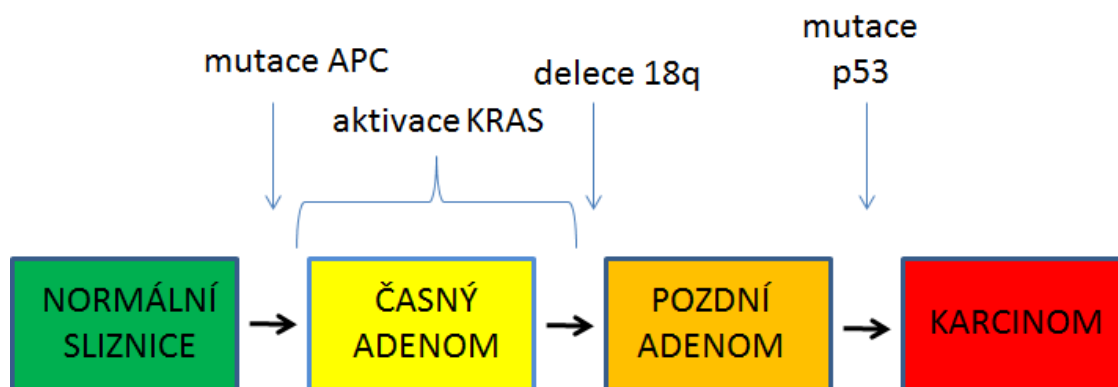 mutace APC
aktivace KRAS
delece 18q
mutace
p53
NORMÁLNÍ
SLIZNICE
ČASNÝ
ADENOM
POZDNÍ
ADENOM
KARCINOM